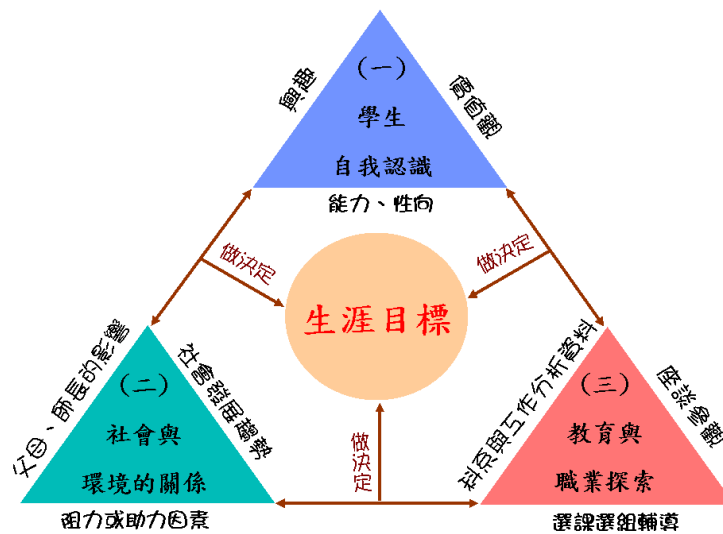 (一)
學生
自我認識
興趣
價值觀
能力、性向
做決定
做決定
生涯目標
做決定
(二)
社會與
環境的關係
父母、師長的影響
社會發展趨勢
阻力或助力因素
(三)
教育與
職業探索
科系與工作分析資料
座談參觀
選課選組輔導